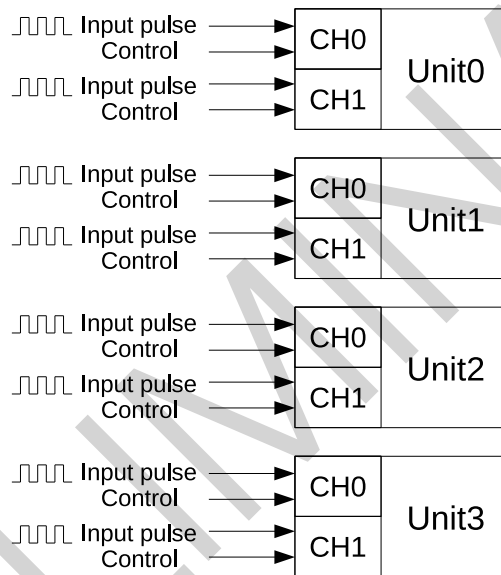 Input pulse
Control
CH0
Input pulse
Control
CH1
Unit0
Input pulse
Control
CH0
Input pulse
Control
CH1
Unit1
Input pulse
Control
CH0
Input pulse
Control
CH1
Unit2
Input pulse
Control
CH0
Input pulse
Control
CH1
Unit3